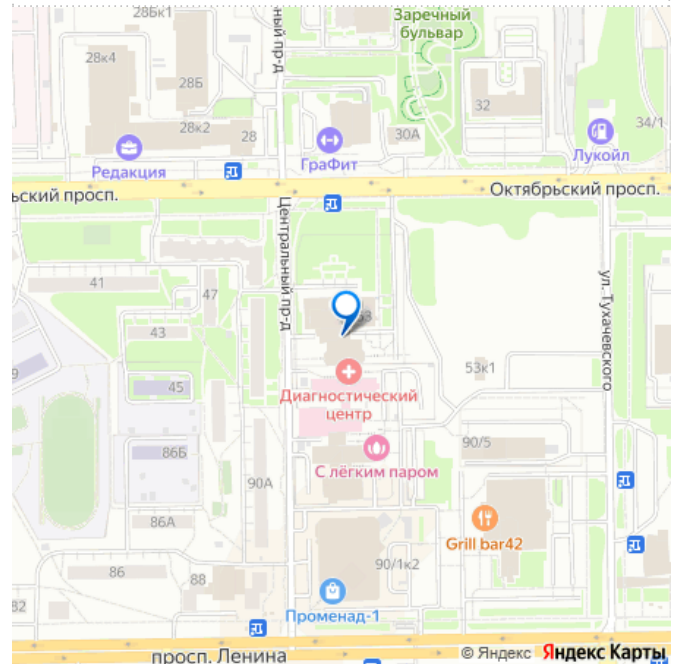 28Бк1
Заречный
бульвар
28к4
28Б
ный пр-д
32
28к2
28
30А
34/1
Редакция
ГраФит
Лукойл
ьский просп.
Октябрьский просп.
Центральный пр-д
41
47
ул. Тухачевского
43
53к1
45
Диагностический
центр
86Б
С лёгким паром
90/5
90А
86А
Grill bar42
86
88
90/1к2
82
Променад-1
просп. Ленина
© Яндекс Яндекс Карты